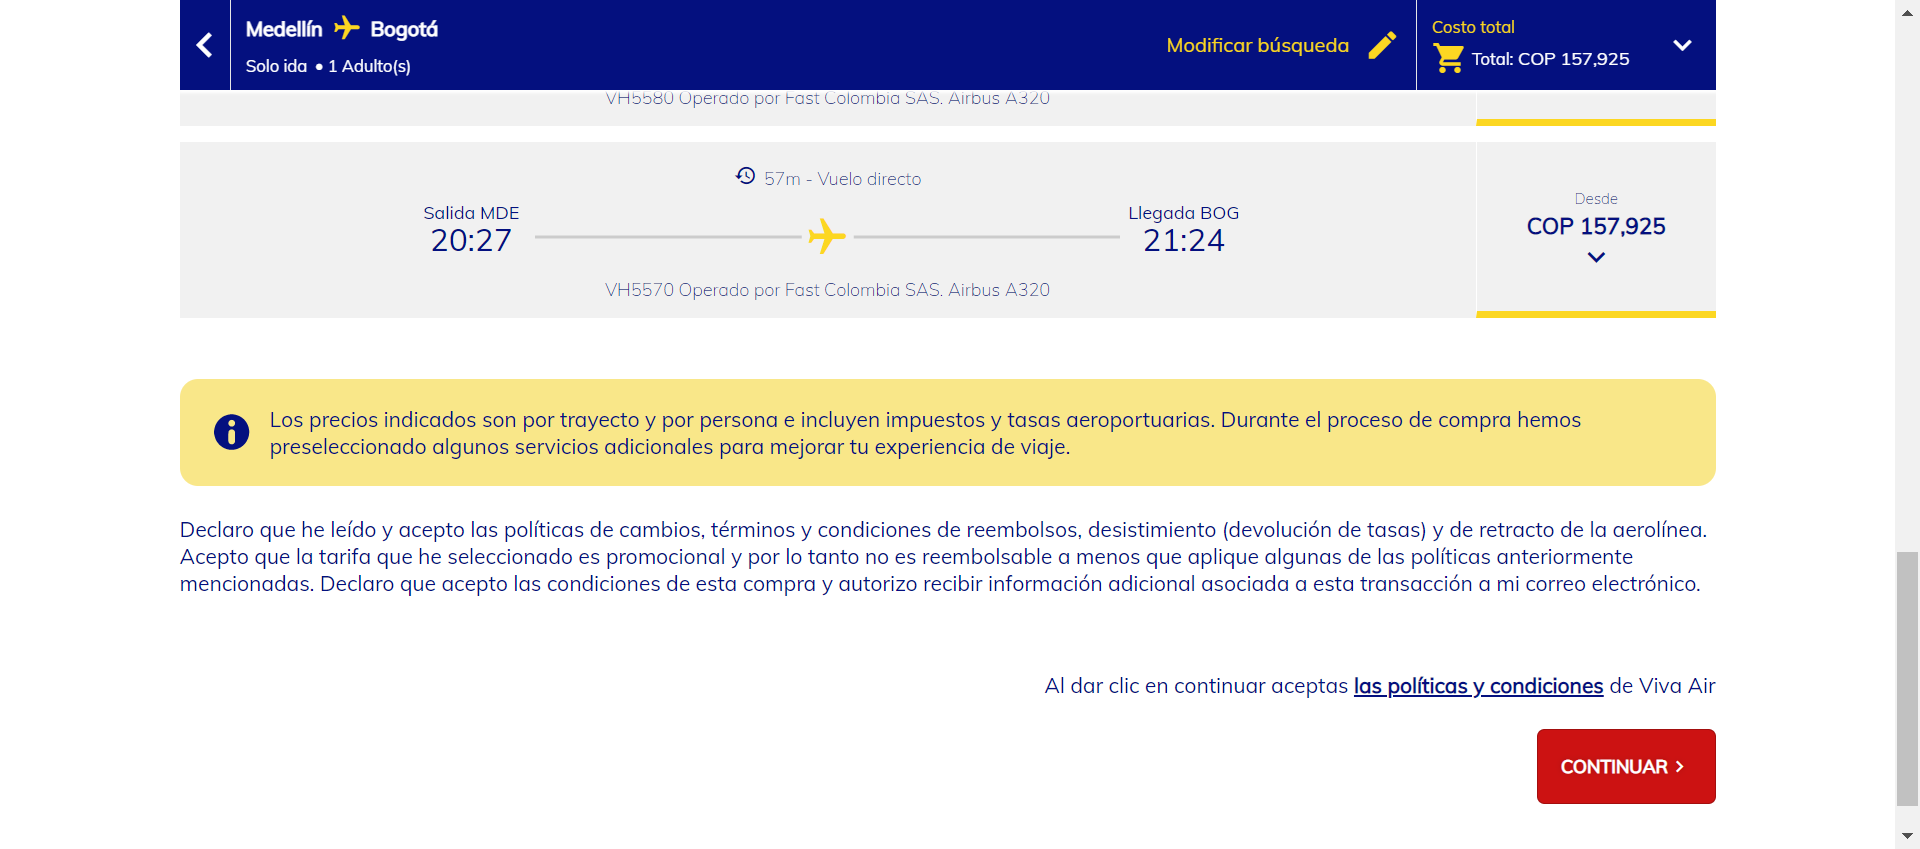 Medellín Bogotá
Solo ida • 1 Adulto(s)
Modificar búsqueda
Costo total
Total: COP 157,925
VH5580 Operado por Fast Colombia SAS. Airbus A320
57m - Vuelo directo
Salida MDE
20:27
Llegada BOG
21:24
VH5570 Operado por Fast Colombia SAS. Airbus A320
Desde
COP 157,925
Los precios indicados son por trayecto y por persona e incluyen impuestos y tasas aeroportuarias. Durante el proceso de compra hemos
preseleccionado algunos servicios adicionales para mejorar tu experiencia de viaje.
Declaro que he leído y acepto las políticas de cambios, términos y condiciones de reembolsos, desistimiento (devolución de tasas) y de retracto de la aerolínea.
Acepto que la tarifa que he seleccionado es promocional y por lo tanto no es reembolsable a menos que aplique algunas de las políticas anteriormente
mencionadas. Declaro que acepto las condiciones de esta compra y autorizo recibir información adicional asociada a esta transacción a mi correo electrónico.
Al dar clic en continuar aceptas las políticas y condiciones de Viva Air
CONTINUAR >